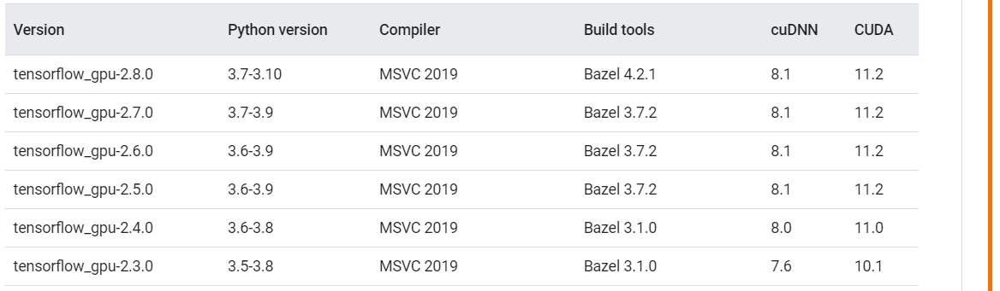 Version Python version Compiler Build tools cuDNN CUDA
tensorflow_gpu-2.8.0 3.7-3.10 MSVC 2019 Bazel 4.2.1 8.1 11.2
tensorflow_gpu-2.7.0 3.7-3.9 MSVC 2019 Bazel 3.7.2 8.1 11.2
tensorflow_gpu-2.6.0 3.6-3.9 MSVC 2019 Bazel 3.7.2 8.1 11.2
tensorflow_gpu-2.5.0 3.6-3.9 MSVC 2019 Bazel 3.7.2 8.1 11.2
tensorflow_gpu-2.4.0 3.6-3.8 MSVC 2019 Bazel 3.1.0 8.0 11.0
tensorflow_gpu-2.3.0 3.5-3.8 MSVC 2019 Bazel 3.1.0 7.6 10.1